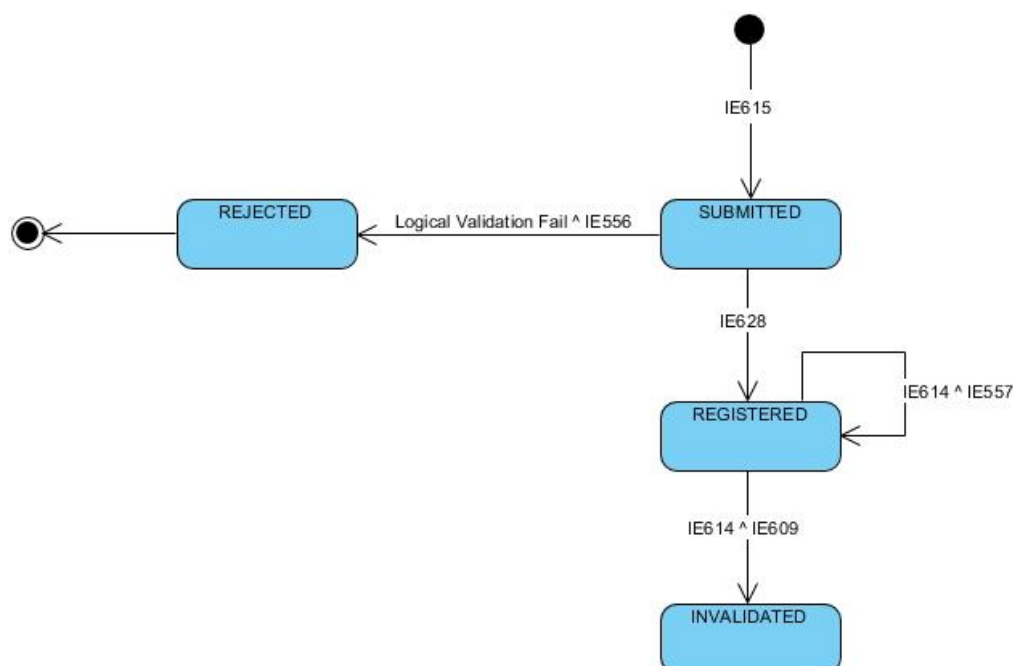 IE615
REJECTED
SUBMITTED
Logical Validation Fail ^ IE556
IE628
REGISTERED
IE614 ^ IE557
IE614 ^ IE609
INVALIDATED